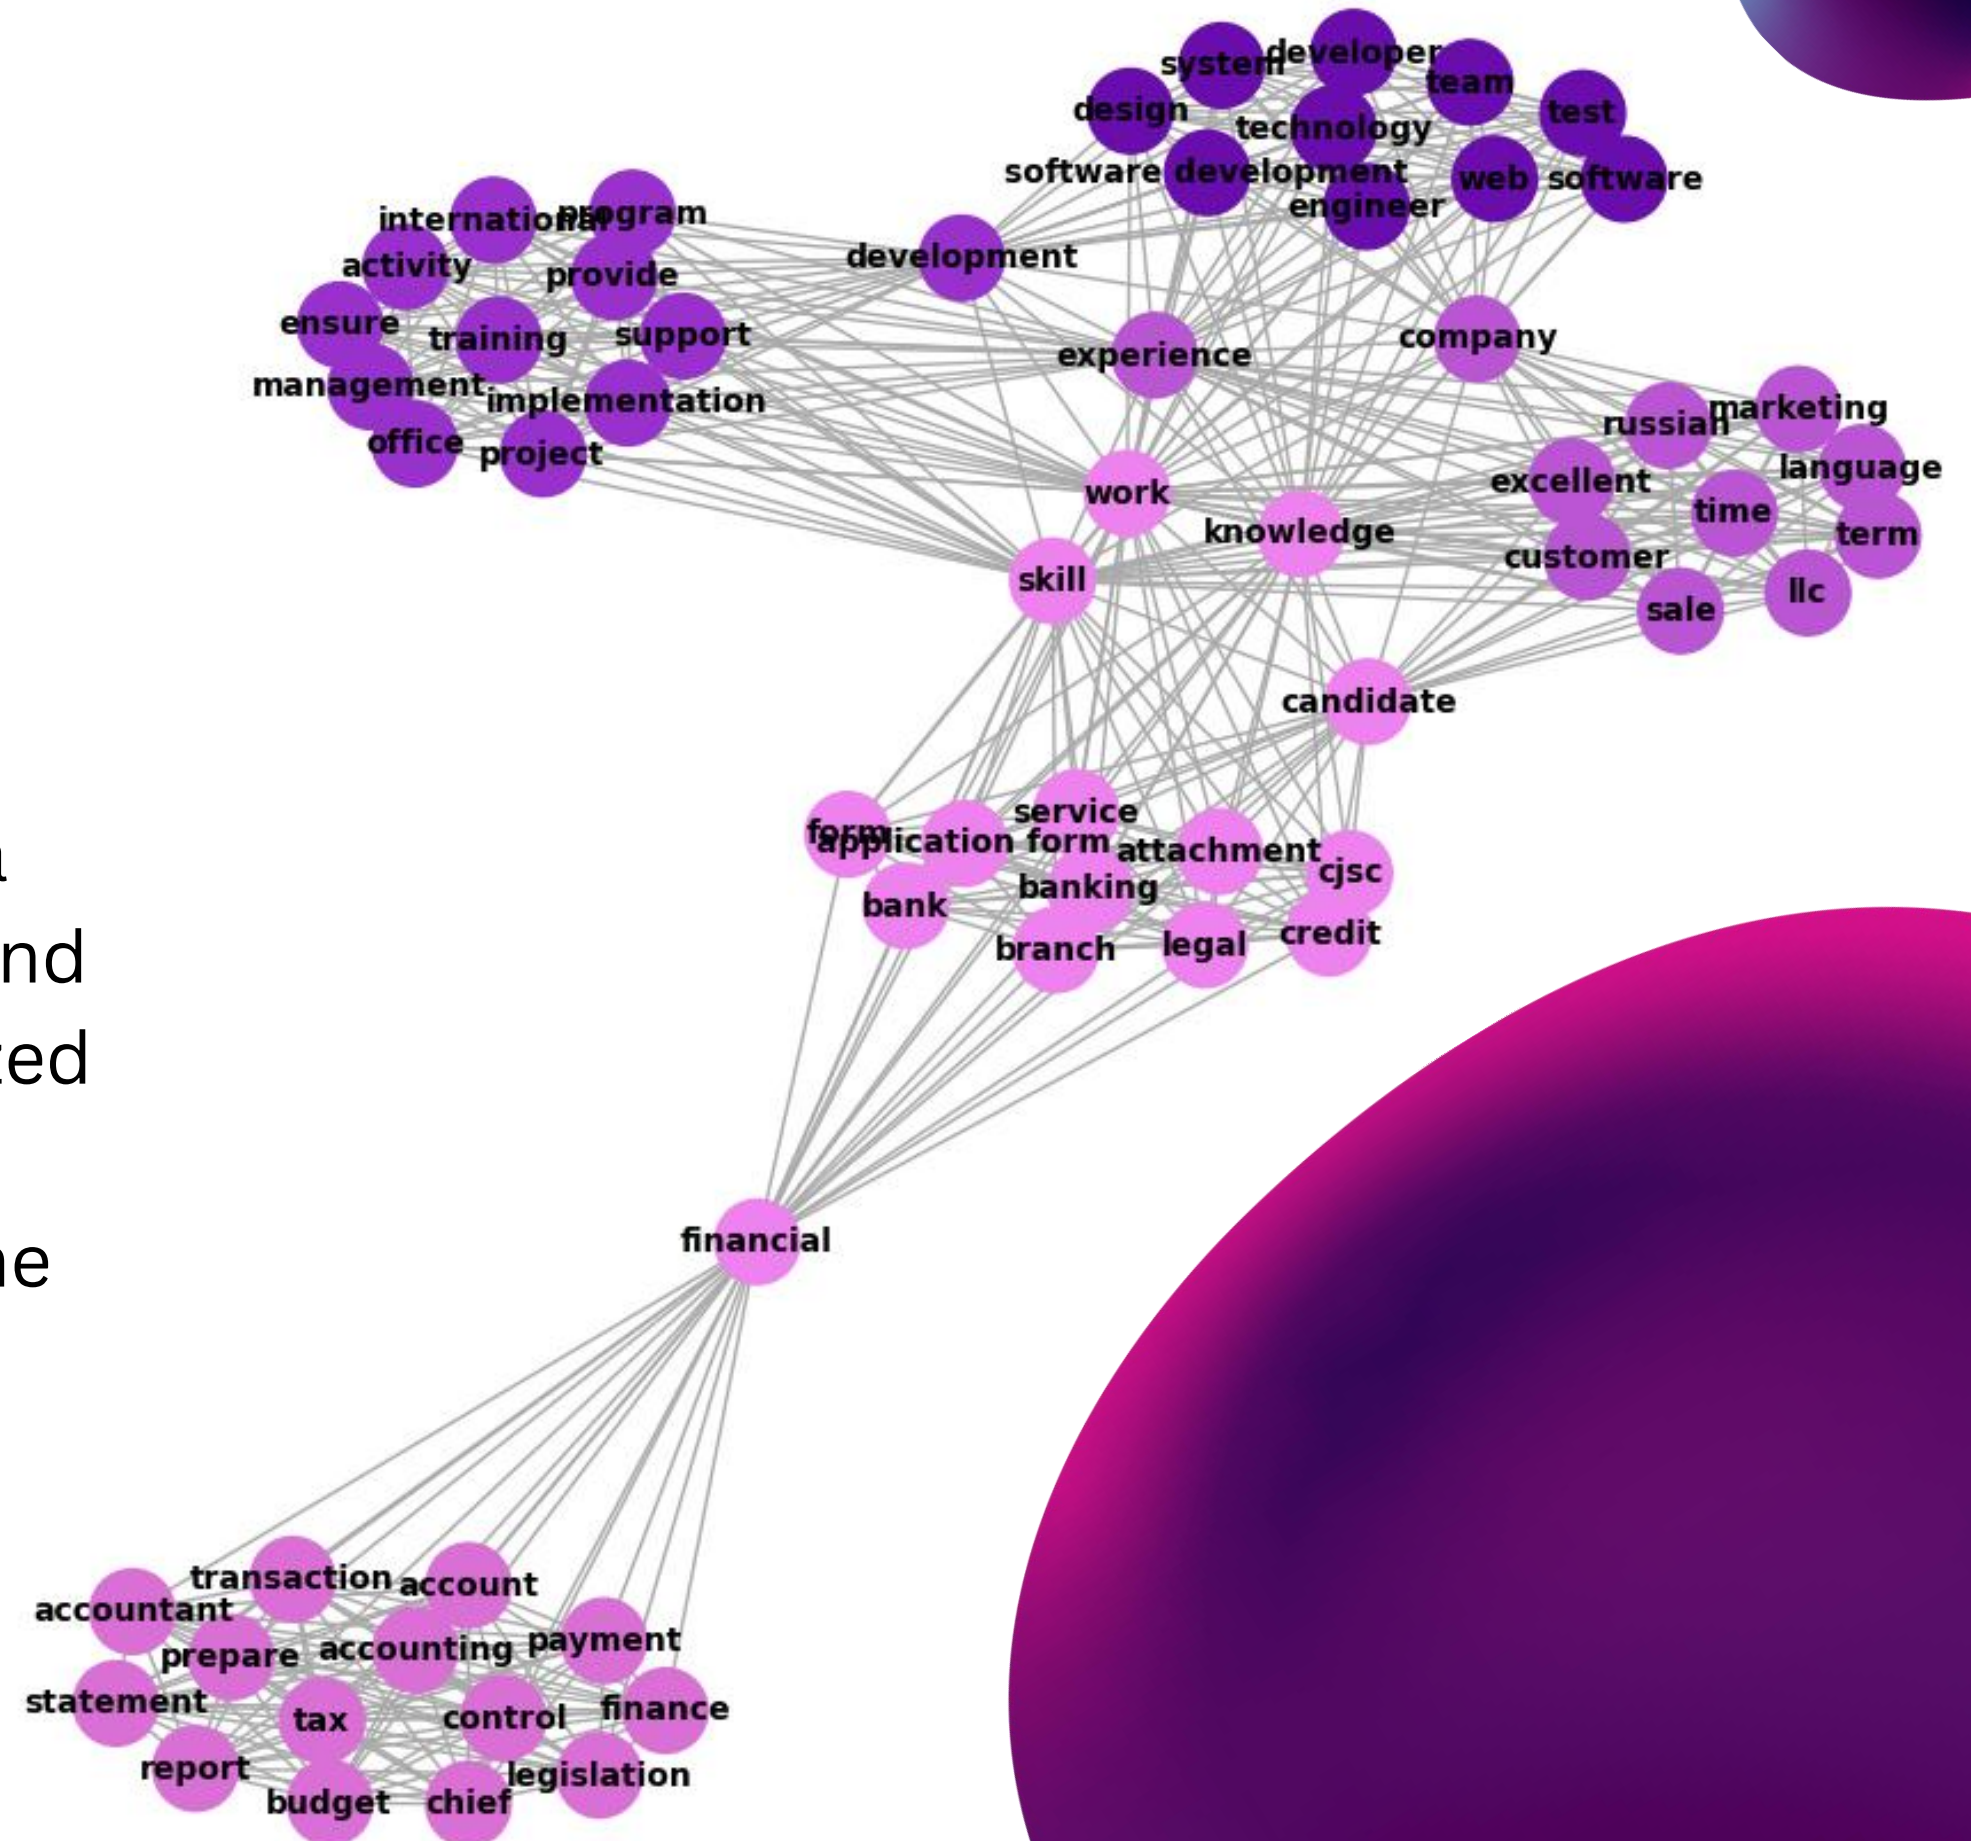 developer
system
team
design
test
technology
software development
web
software
engineer
international
program
activity
provide
development
ensure
training
support
management
implementation
office
project
experience
company
russian
marketing
excellent
language
time
term
customer
sale
llc
work
knowledge
skill
candidate
form
application form
service
attachment
banking
cjsc
bank
branch
legal
credit
nd
ed
ne
financial
transaction
account
accountant
prepare
accounting
payment
statement
tax
control
finance
report
legislation
budget
chief